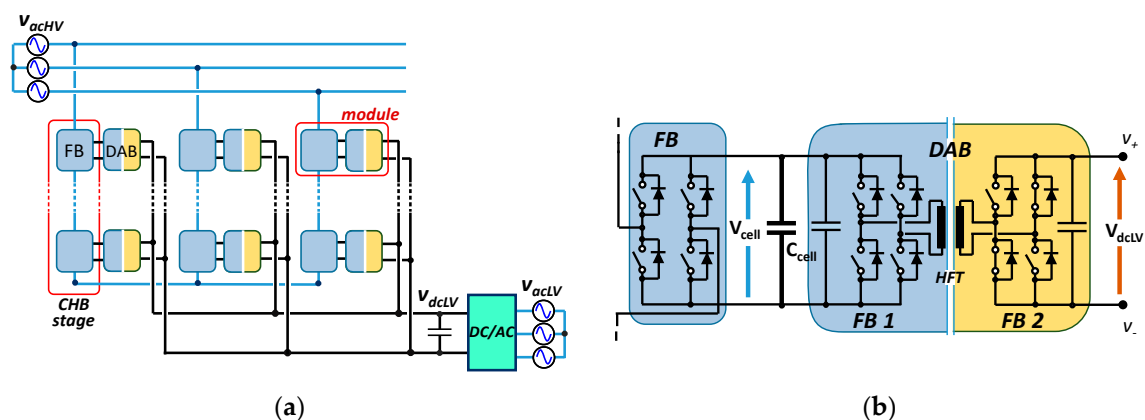 v_acHV
module
FB
DAB
CHB
stage
v_dcLV
v_acLV
DC/AC
(a)
FB
DAB
V_cell
C_cell
HFT
FB 1
FB 2
V_+
V_dcLV
V_-
(b)